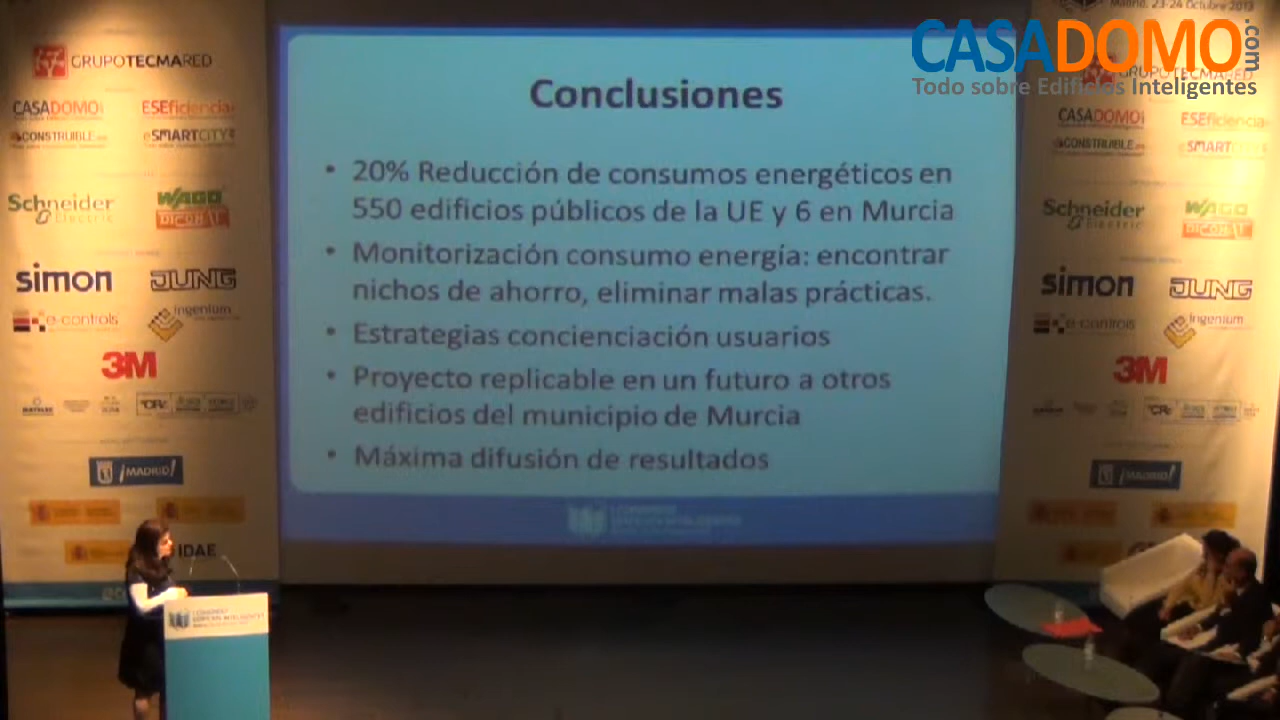 Madrid, 23-24 Octubre 2013
CASADOMO.com
Todo sobre Edificios Inteligentes
GRUPOTECMARED
CASADOMO
ESEficiencia
CONSTRUIBLE
eSMARTCITY
Schneider
Electric
WAGO
DICOMAT
simon
JUNG
e-controls
Ingenium
3M
¡MADRID!
IDAE
Conclusiones
• 20% Reducción de consumos energéticos en
550 edificios públicos de la UE y 6 en Murcia
• Monitorización consumo energía: encontrar
nichos de ahorro, eliminar malas prácticas.
• Estrategias concienciación usuarios
• Proyecto replicable en un futuro a otros
edificios del municipio de Murcia
• Máxima difusión de resultados
GRUPOTECMARED
CASADOMO
ESEficiencia
CONSTRUIBLE
eSMARTCITY
Schneider
Electric
WAGO
DICOMAT
simon
JUNG
e-controls
Ingenium
3M
¡MADRID!